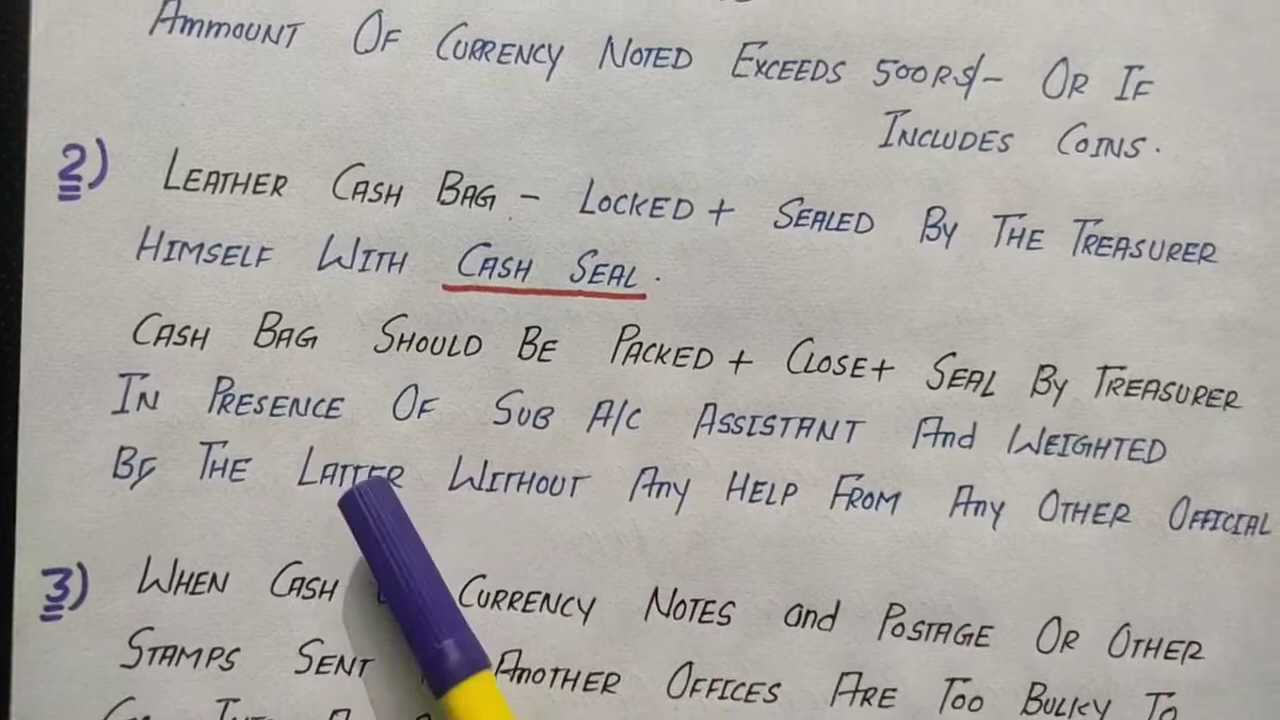 AMMOUNT OF CURRENCY NOTED EXCEEDS 500RS/- OR IF
INCLUDES COINS.
2) LEATHER CASH BAG - LOCKED + SEALED BY THE TREASURER
HIMSELF WITH CASH SEAL.
CASH BAG SHOULD BE PACKED + CLOSE + SEAL BY TREASURER
IN PRESENCE OF SUB A/C ASSISTANT And WEIGHTED
By THE LATTER WITHOUT Any HELP FROM Any OTHER OFFICIAL
3) WHEN CASH CURRENCY NOTES and POSTAGE OR OTHER
STAMPS SENT ANOTHER OFFICES ARE TOO BULKY TO